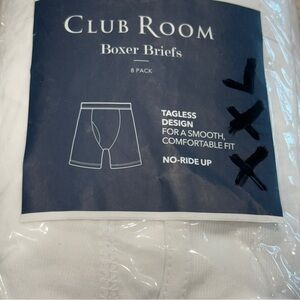 CLUB ROOM
Boxer Briefs
8 PACK
TAGLESS
DESIGN
FOR A SMOOTH,
COMFORTABLE FIT
NO-RIDE UP
L
X
X